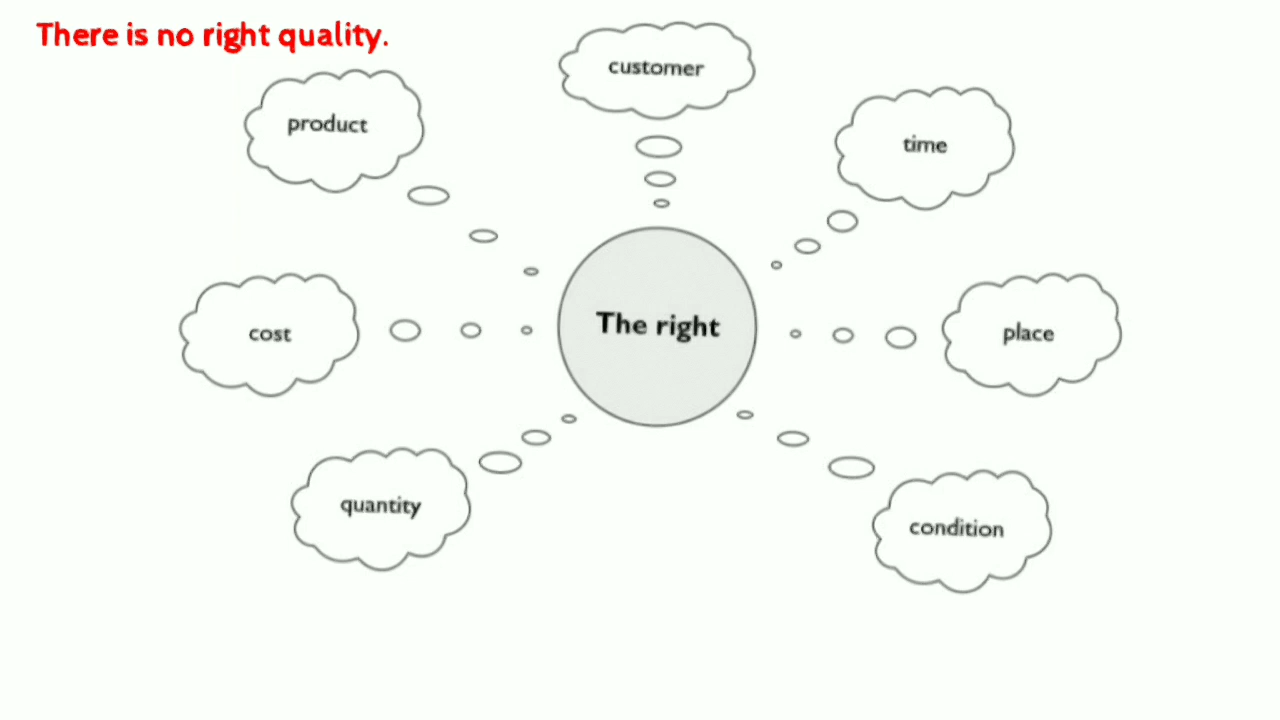 There is no right quality.
customer
product
time
The right
cost
place
quantity
condition